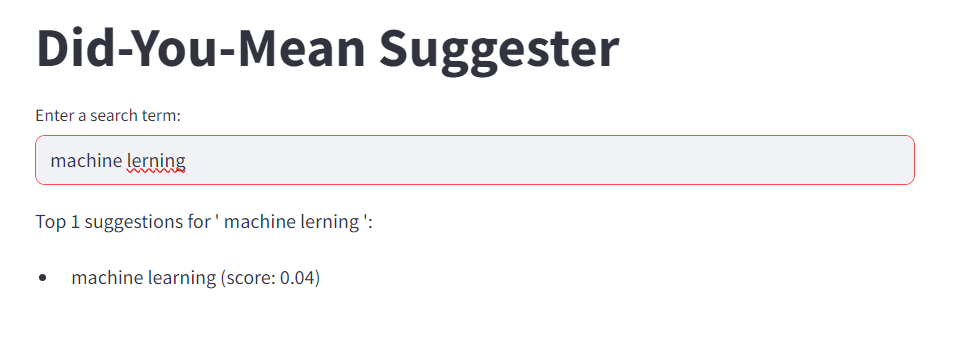 Did-You-Mean Suggester
Enter a search term:
machine lerning
Top 1 suggestions for ' machine lerning ':
• machine learning (score: 0.04)